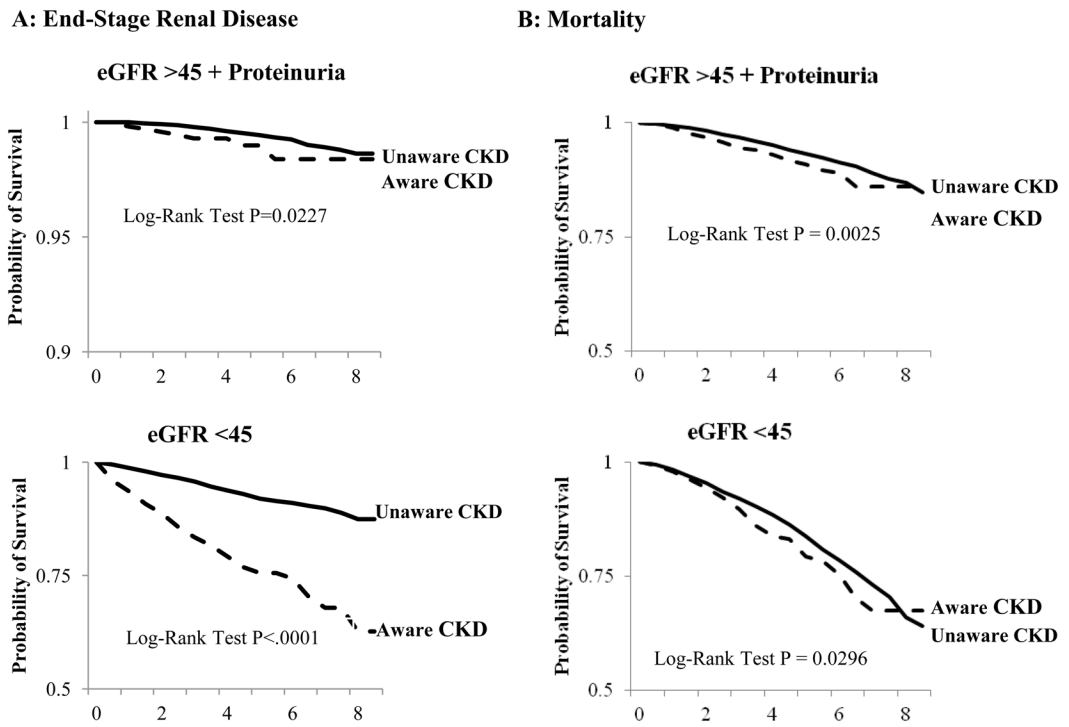 A: End-Stage Renal Disease
B: Mortality
eGFR >45 + Proteinuria
Probability of Survival
1
0.95
0.9
Unaware CKD
Aware CKD
Log-Rank Test P=0.0227
0 2 4 6 8
eGFR >45 + Proteinuria
Probability of Survival
1
0.75
0.5
Unaware CKD
Aware CKD
Log-Rank Test P = 0.0025
0 2 4 6 8
eGFR <45
Probability of Survival
1
0.75
0.5
Unaware CKD
Aware CKD
Log-Rank Test P<.0001
0 2 4 6 8
eGFR <45
Probability of Survival
1
0.75
0.5
Aware CKD
Unaware CKD
Log-Rank Test P = 0.0296
0 2 4 6 8